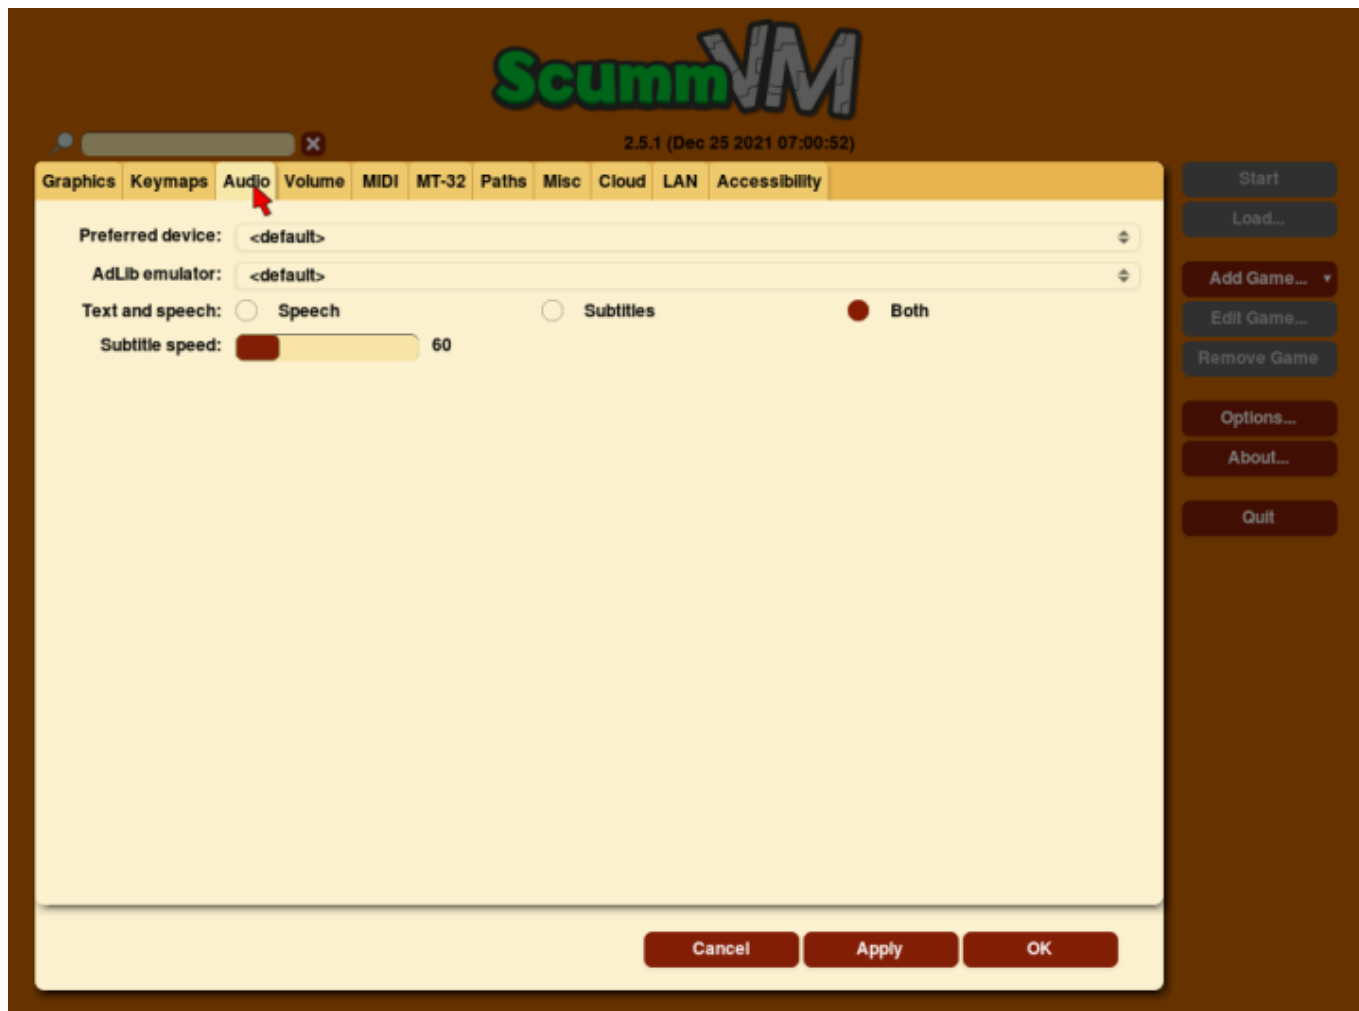 ScummVM
2.5.1 (Dec 25 2021 07:00:52)
Graphics Keymaps Audio Volume MIDI MT-32 Paths Misc Cloud LAN Accessibility
Preferred device: <default>
AdLib emulator: <default>
Text and speech: Speech Subtitles Both
Subtitle speed: 60
Cancel Apply OK
Start
Load...
Add Game...
Edit Game...
Remove Game
Options...
About...
Quit